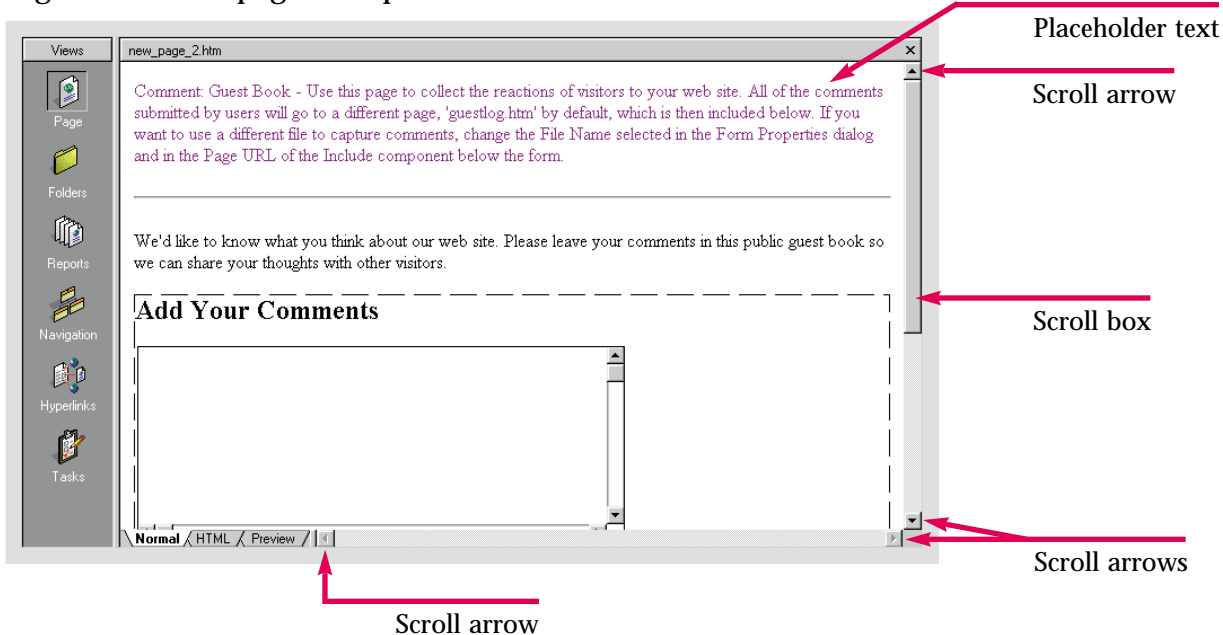 Placeholder text
Views
new_page_2.htm
Scroll arrow
Comment: Guest Book - Use this page to collect the reactions of visitors to your web site. All of the comments
submitted by users will go to a different page, 'guestlog.htm' by default, which is then included below. If you
want to use a different file to capture comments, change the File Name selected in the Form Properties dialog
and in the Page URL of the Include component below the form.
Page
Folders
We'd like to know what you think about our web site. Please leave your comments in this public guest book so
we can share your thoughts with other visitors.
Reports
Add Your Comments
Scroll box
Navigation
Hyperlinks
Tasks
Normal HTML Preview
Scroll arrows
Scroll arrow